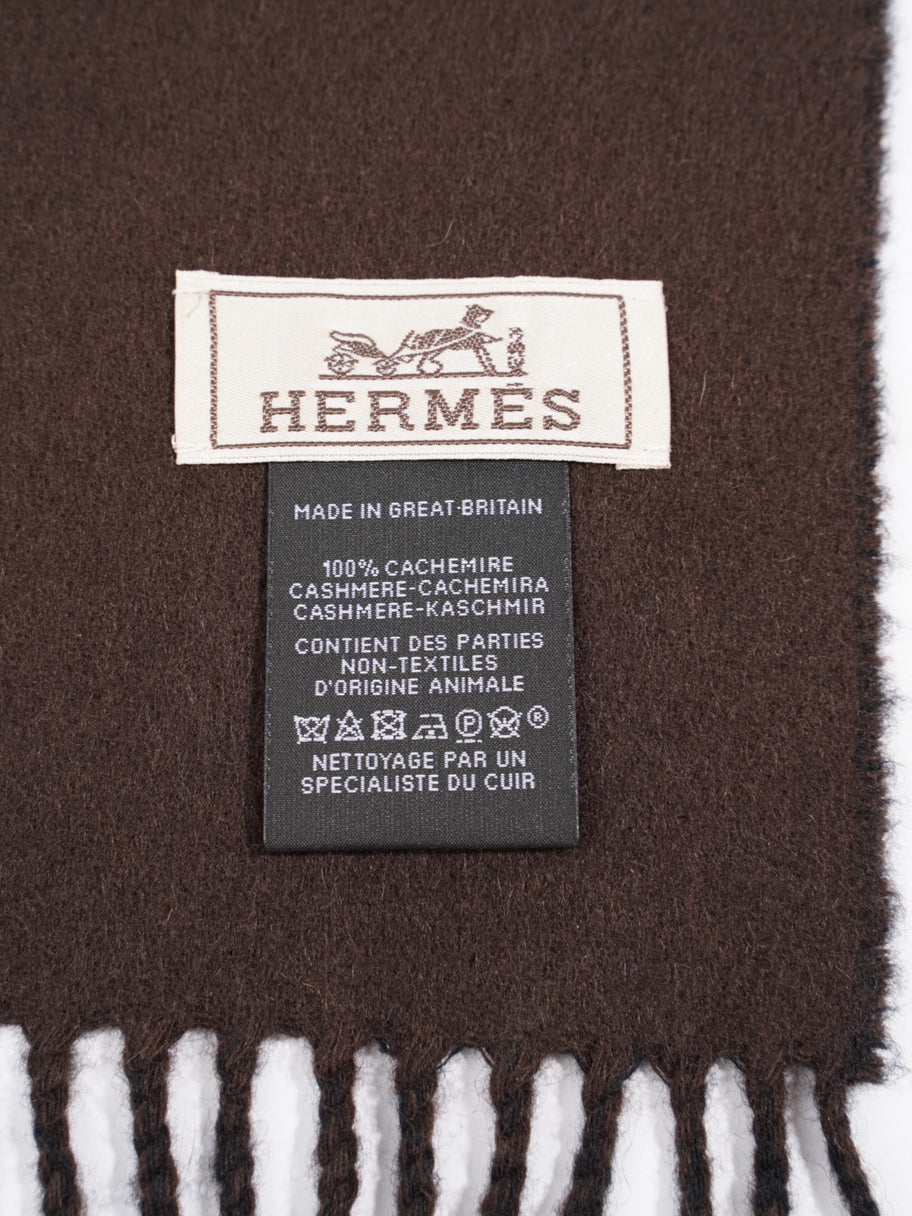 HERMÈS
MADE IN GREAT-BRITAIN
100% CACHEMIRE
CASHMERE-CACHEMIRA
CASHMERE-KASCHMIR
CONTIENT DES PARTIES
NON-TEXTILES
D'ORIGINE ANIMALE
P ®
NETTOYAGE PAR UN
SPECIALISTE DU CUIR